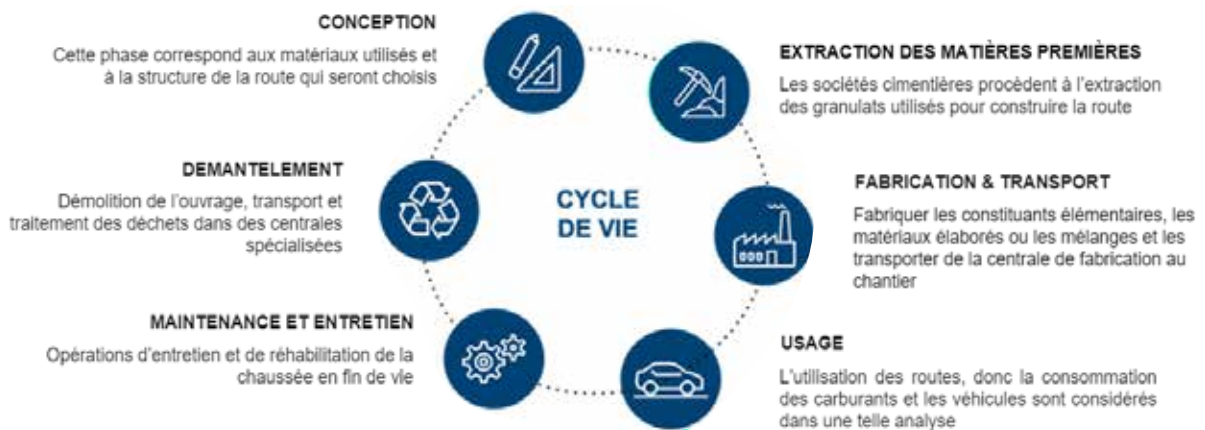 CONCEPTION
Cette phase correspond aux matériaux utilisés et
à la structure de la route qui seront choisis
EXTRACTION DES MATIÈRES PREMIÈRES
Les sociétés cimentières procèdent à l'extraction
des granulats utilisés pour construire la route
DEMANTELEMENT
Démolition de l'ouvrage, transport et
traitement des déchets dans des centrales
spécialisées
CYCLE
DE VIE
FABRICATION & TRANSPORT
Fabriquer les constituants élémentaires, les
matériaux élaborés ou les mélanges et les
transporter de la centrale de fabrication au
chantier
MAINTENANCE ET ENTRETIEN
Opérations d'entretien et de réhabilitation de la
chaussée en fin de vie
USAGE
L'utilisation des routes, donc la consommation
des carburants et les véhicules sont considérés
dans une telle analyse